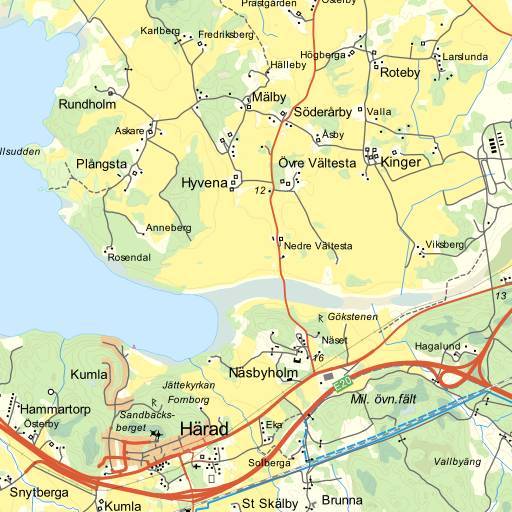 Prästgården
Österby
Karlberg
Fredriksberg
Högberga
Larslunda
Hälleby
Roteby
Rundholm
Mälby
Söderårby
Valla
Askare
Åsby
Plångsta
Övre Vältesta
Kinger
Hyvena
12
Anneberg
Nedre Vältesta
Viksberg
Rosendal
13
Gökstenen
Näset
Hagalund
16
Kumla
Näsbyholm
E20
Jättekyrkan
Fornborg
Mil. övn.fält
Hammartorp
Sandbacks-
berget
Österby
Härad
Eka
Solberga
Vallbyäng
Snytberga
Kumla
St Skälby
Brunna